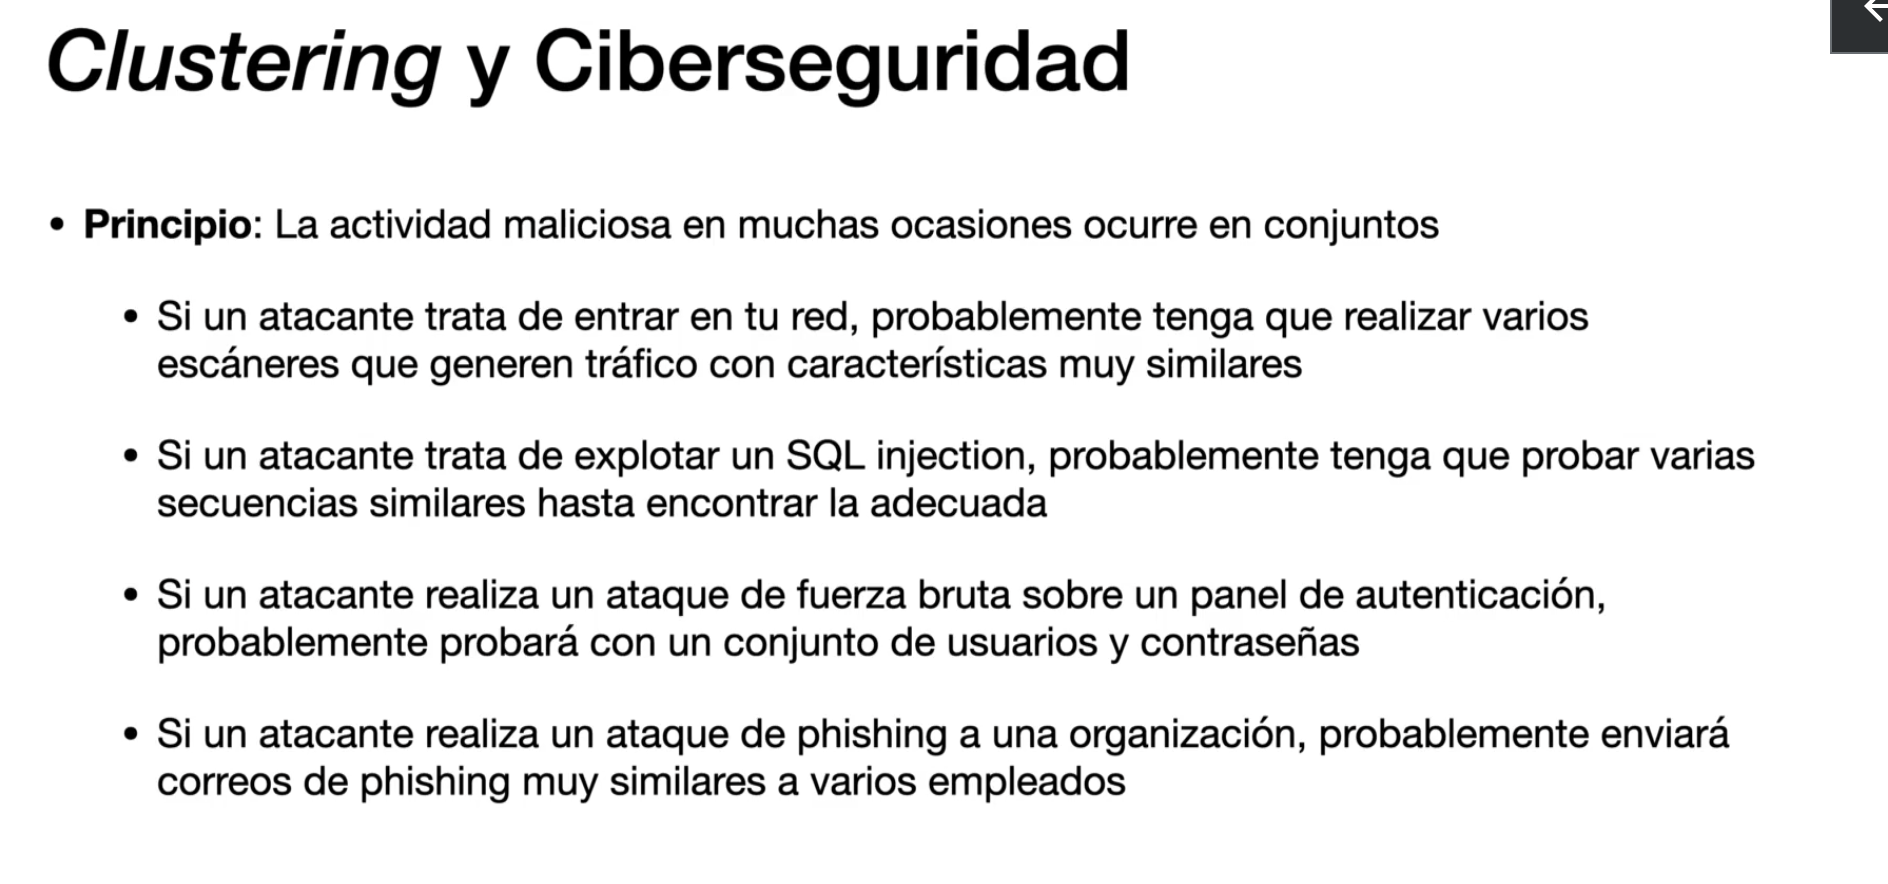 Clustering y Ciberseguridad
• Principio: La actividad maliciosa en muchas ocasiones ocurre en conjuntos
• Si un atacante trata de entrar en tu red, probablemente tenga que realizar varios
escáneres que generen tráfico con características muy similares
• Si un atacante trata de explotar un SQL injection, probablemente tenga que probar varias
secuencias similares hasta encontrar la adecuada
• Si un atacante realiza un ataque de fuerza bruta sobre un panel de autenticación,
probablemente probará con un conjunto de usuarios y contraseñas
• Si un atacante realiza un ataque de phishing a una organización, probablemente enviará
correos de phishing muy similares a varios empleados